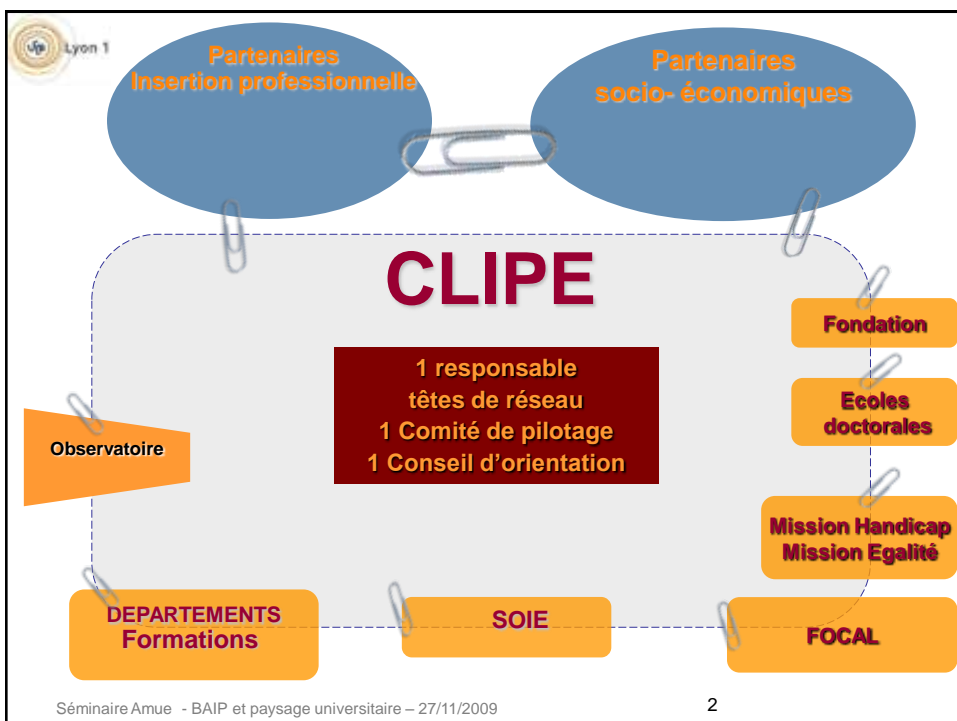 Lyon 1
Partenaires
Insertion professionnelle
Partenaires
socio- économiques
CLIPE
1 responsable
têtes de réseau
1 Comité de pilotage
1 Conseil d'orientation
Fondation
Ecoles
doctorales
Observatoire
Mission Handicap
Mission Egalité
DEPARTEMENTS
Formations
SOIE
FOCAL
Séminaire Amue - BAIP et paysage universitaire – 27/11/2009
2